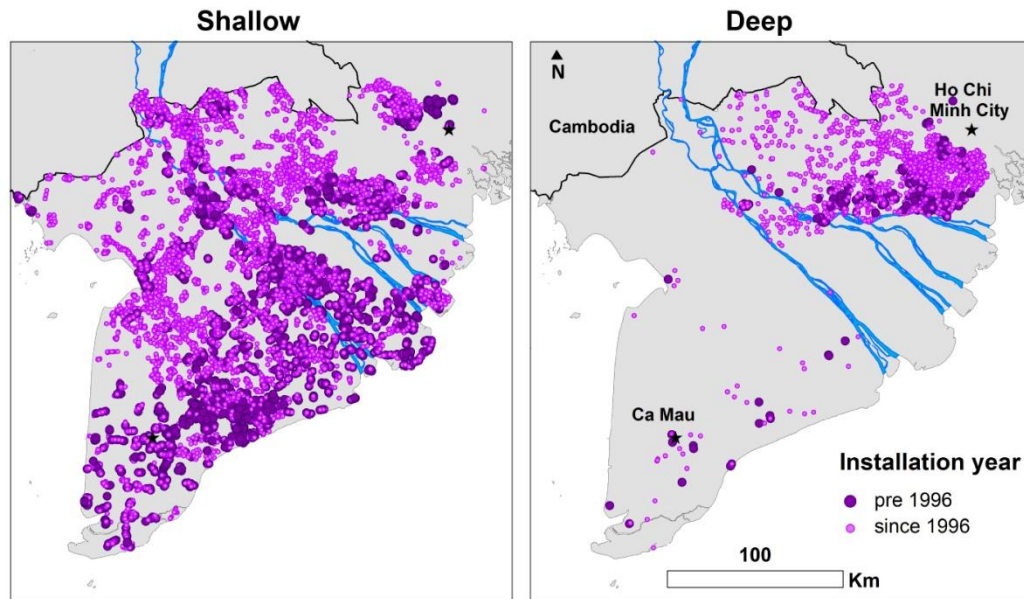 Shallow
Deep
N
Cambodia
Ho Chi
Minh City
Ca Mau
Installation year
pre 1996
since 1996
100
Km